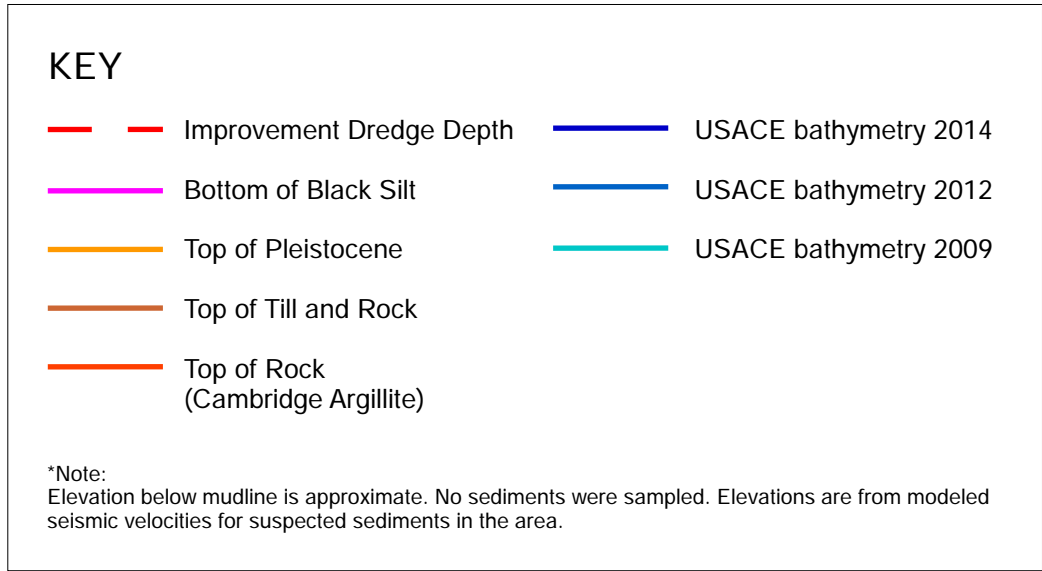 KEY
Improvement Dredge Depth
Bottom of Black Silt
Top of Pleistocene
Top of Till and Rock
Top of Rock
(Cambridge Argillite)
USACE bathymetry 2014
USACE bathymetry 2012
USACE bathymetry 2009
*Note:
Elevation below mudline is approximate. No sediments were sampled. Elevations are from modeled
seismic velocities for suspected sediments in the area.